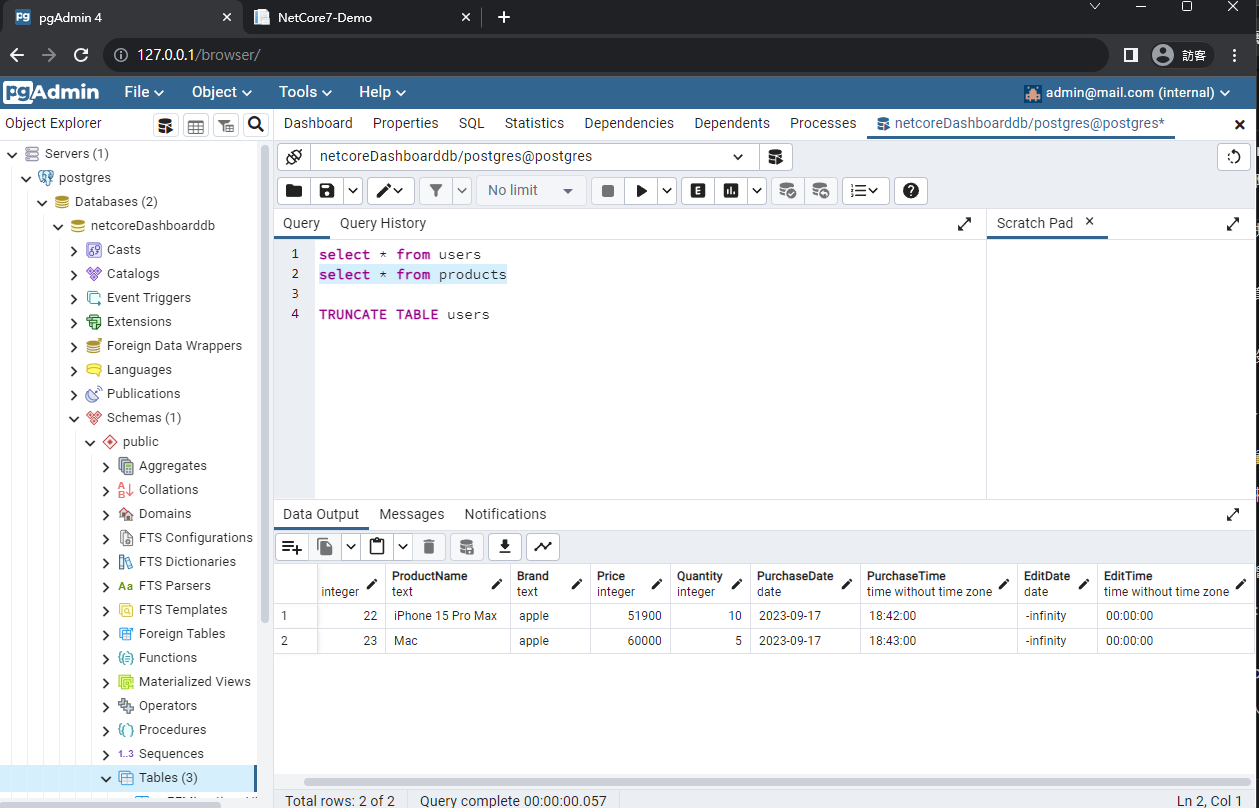 pgAdmin 4
NetCore7-Demo
127.0.0.1/browser/
訪客
pgAdmin File Object Tools Help admin@mail.com (internal)
Object Explorer
Dashboard Properties SQL Statistics Dependencies Dependents Processes netcoreDashboarddb/postgres@postgres*
Servers (1)
postgres
Databases (2)
netcoreDashboarddb
Casts
Catalogs
Event Triggers
Extensions
Foreign Data Wrappers
Languages
Publications
Schemas (1)
public
Aggregates
Collations
Domains
FTS Configurations
FTS Dictionaries
FTS Parsers
FTS Templates
Foreign Tables
Functions
Materialized Views
Operators
Procedures
1..3 Sequences
Tables (3)
netcoreDashboarddb/postgres@postgres
No limit E
Query Query History
Scratch Pad
1 select * from users
2 select * from products
3
4 TRUNCATE TABLE users
Data Output Messages Notifications
ProductName Brand Price Quantity PurchaseDate PurchaseTime EditDate EditTime
integer text text integer integer date time without time zone date time without time zone
1 22 iPhone 15 Pro Max apple 51900 10 2023-09-17 18:42:00 -infinity 00:00:00
2 23 Mac apple 60000 5 2023-09-17 18:43:00 -infinity 00:00:00
Total rows: 2 of 2 Query complete 00:00:00.057 Ln 2, Col 1